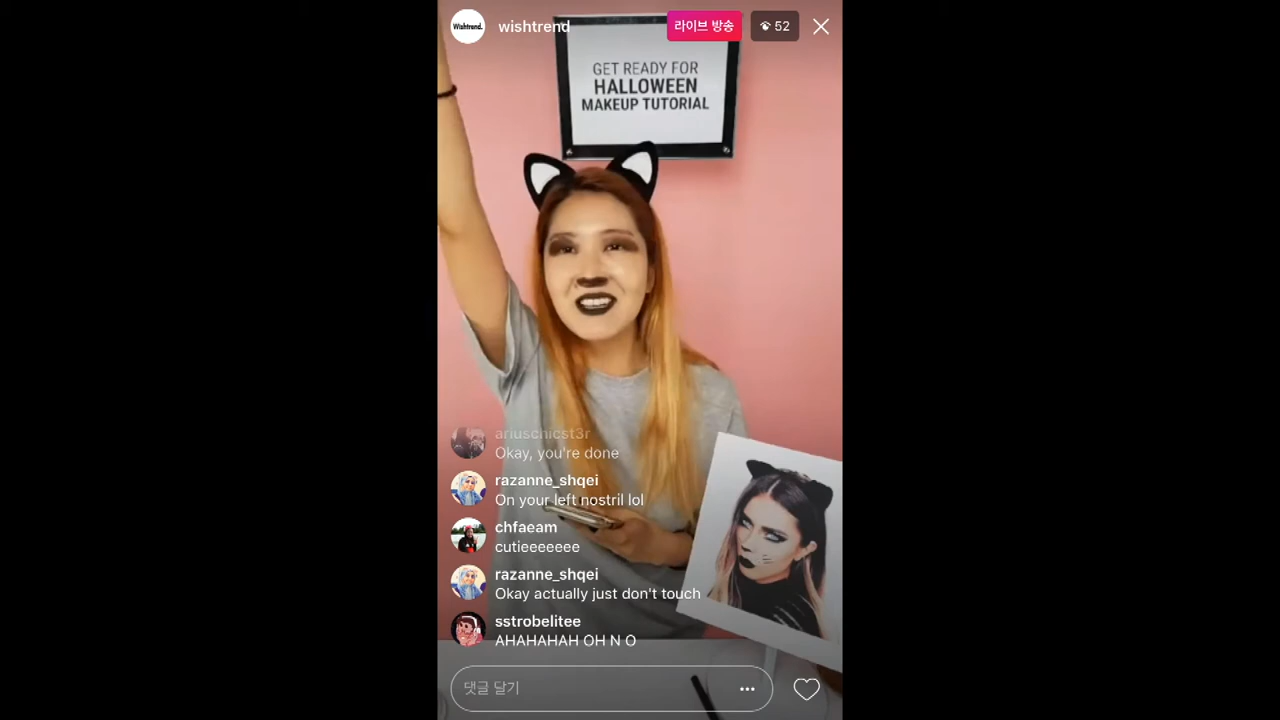 Wishtrend.
wishtrend
라이브 방송
52
GET READY FOR
HALLOWEEN
MAKEUP TUTORIAL
ariuschicst3r
Okay, you're done
razanne_shqei
On your left nostril lol
chfaeam
cutieeeeeee
razanne_shqei
Okay actually just don't touch
sstrobelitee
AHAHAHAH OH N O
댓글 달기